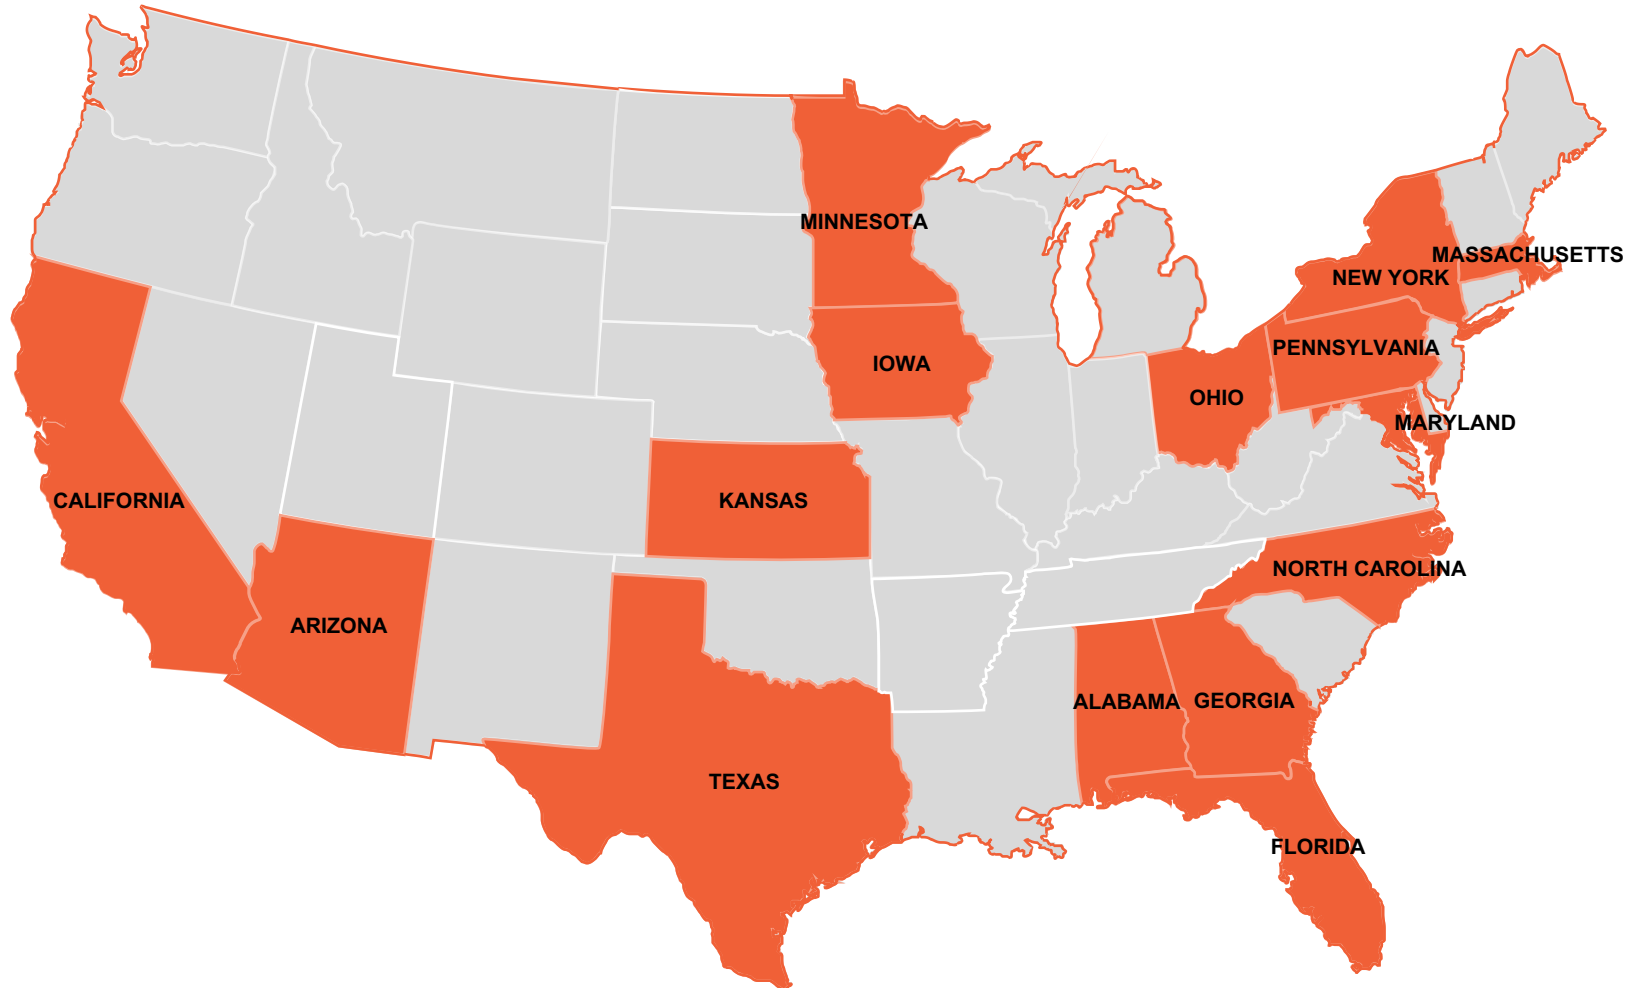 MINNESOTA
MASSACHUSETTS
NEW YORK
PENNSYLVANIA
IOWA
OHIO
MARYLAND
CALIFORNIA
KANSAS
NORTH CAROLINA
ARIZONA
ALABAMA
GEORGIA
TEXAS
FLORIDA